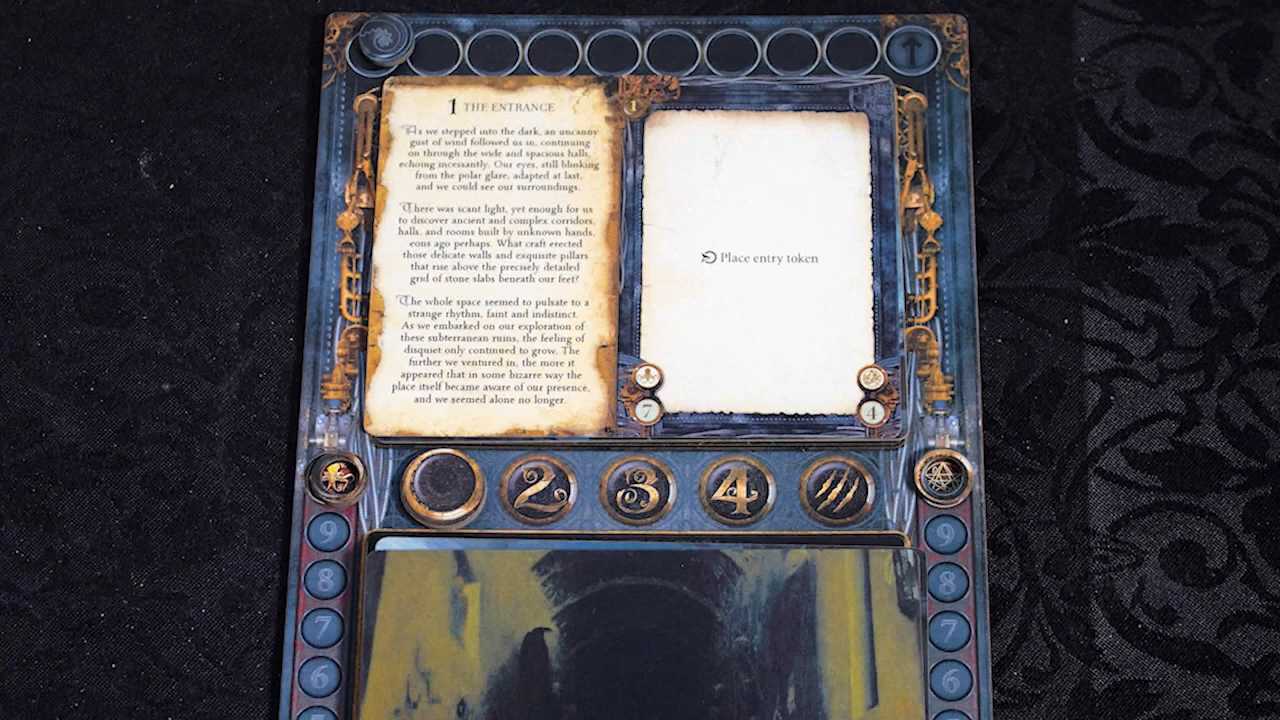 1 THE ENTRANCE
As we stepped into the dark, an uncanny
gust of wind followed us in, continuing
on through the wide and spacious halls,
echoing incessantly. Our eyes, still blinking
from the polar glare, adapted at last,
and we could see our surroundings.
There was scant light, yet enough for us
to discover ancient and complex corridors,
halls, and rooms built by unknown hands,
eons ago perhaps. What craft erected
those delicate walls and exquisite pillars
that rise above the precisely detailed
grid of stone slabs beneath our feet?
The whole space seemed to pulsate to a
strange rhythm, faint and indistinct.
As we embarked on our exploration of
these subterranean ruins, the feeling of
disquiet only continued to grow. The
further we ventured in, the more it
appeared that in some bizarre way the
place itself became aware of our presence,
and we seemed alone no longer.
1
Place entry token
7
4
2 3 4
9
8
7
6
5
9
8
7
6